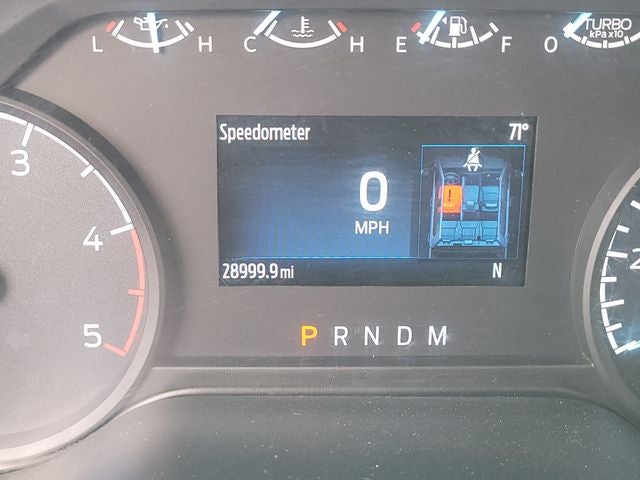 L H C H E F O TURBO
kPa x10
Speedometer 71°
3
0
4
MPH
28999.9 mi N
5
P R N D M